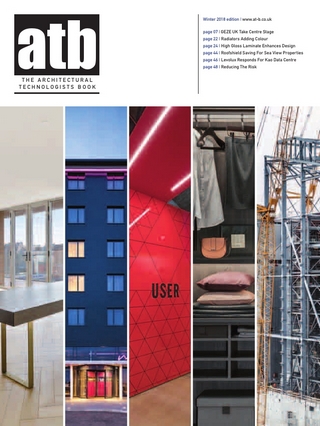 atb
THE ARCHITECTURAL
TECHNOLOGISTS BOOK
Winter 2018 edition / www.at-b.co.uk
page 07 / GEZE UK Take Centre Stage
page 22 / Radiators Adding Colour
page 24 / High Gloss Laminate Enhances Design
page 44 / Roofshield Saving For Sea View Properties
page 46 / Levolux Responds For Kao Data Centre
page 48 / Reducing The Risk
USER